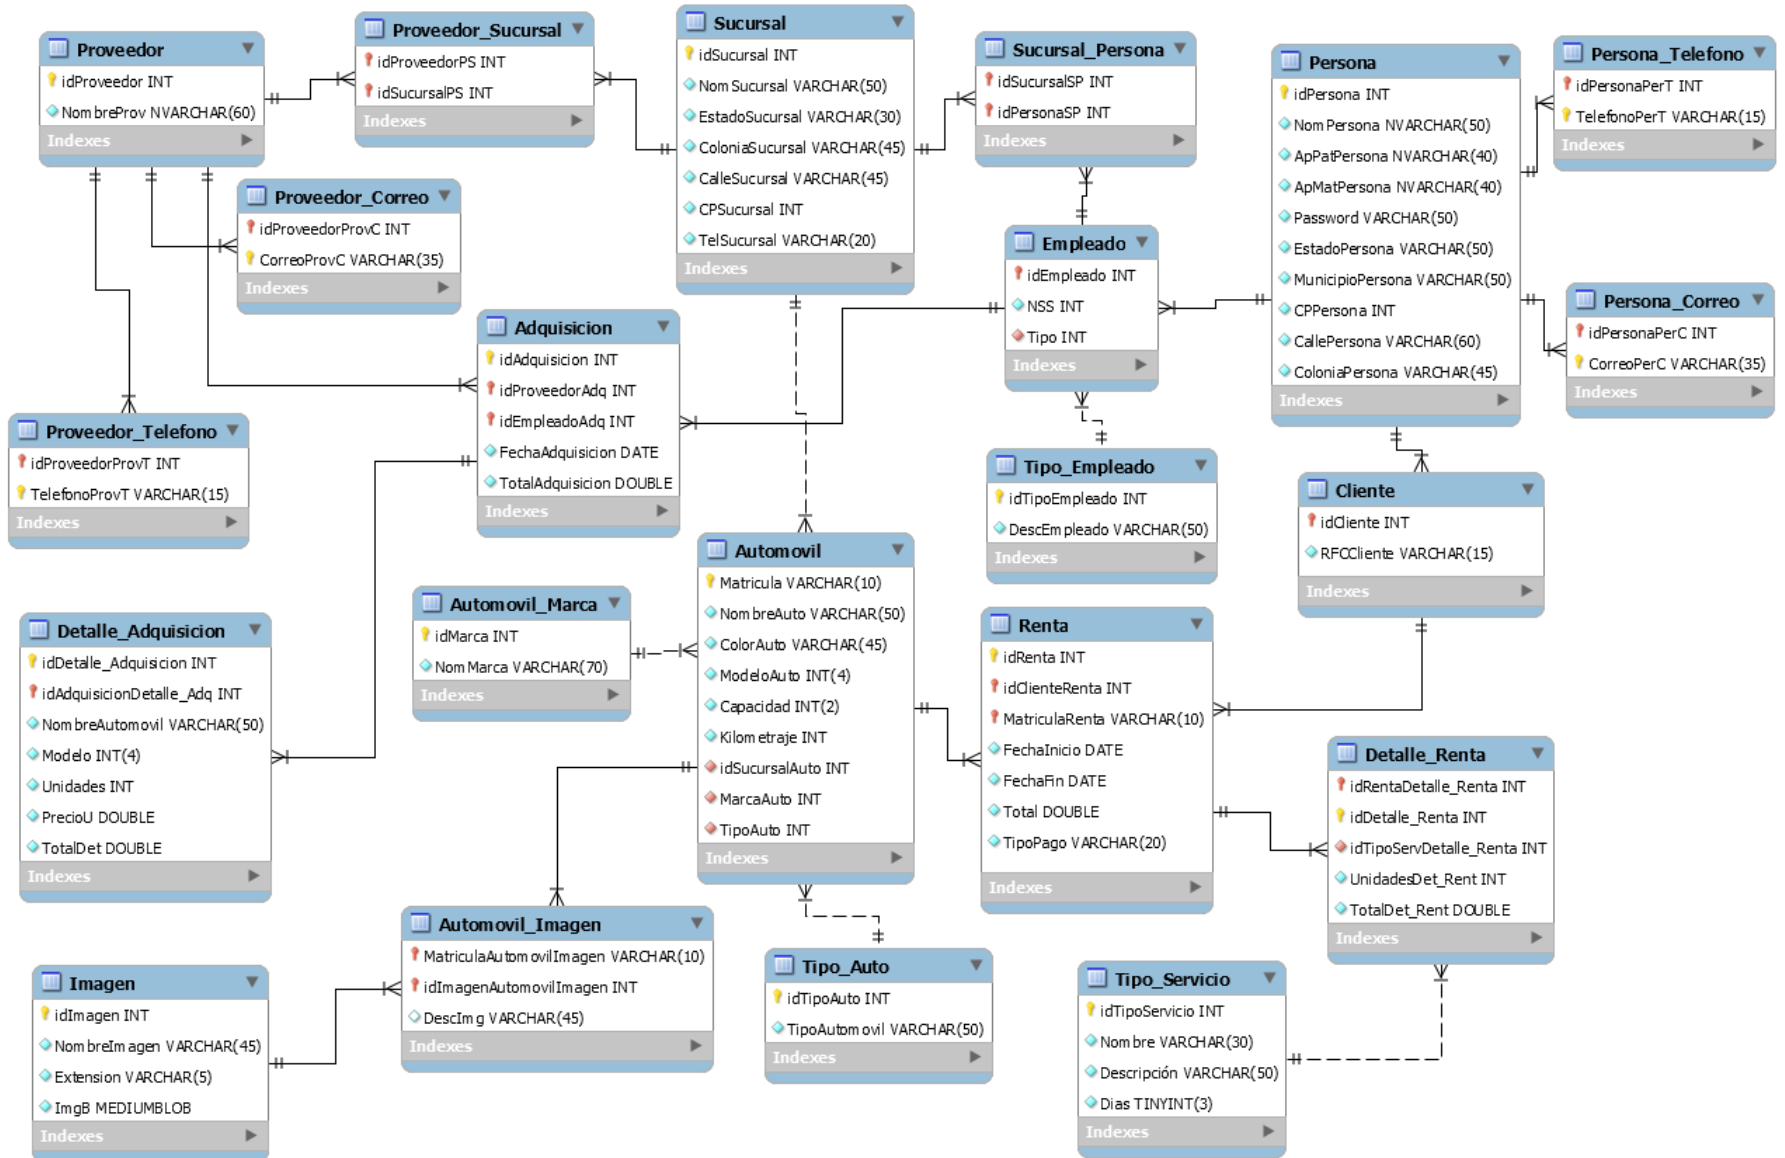 Proveedor
idProveedor INT
NombreProv NVARCHAR(60)
Indexes
Proveedor_Sucursal
idProveedorPS INT
idSucursalPS INT
Indexes
Sucursal
idSucursal INT
NomSucursal VARCHAR(50)
EstadoSucursal VARCHAR(30)
ColoniaSucursal VARCHAR(45)
CalleSucursal VARCHAR(45)
CPSucursal INT
TelSucursal VARCHAR(20)
Indexes
Sucursal_Persona
idSucursalSP INT
idPersonaSP INT
Indexes
Persona
idPersona INT
NomPersona NVARCHAR(50)
ApPatPersona NVARCHAR(40)
ApMatPersona NVARCHAR(40)
Password VARCHAR(50)
EstadoPersona VARCHAR(50)
MunicipioPersona VARCHAR(50)
CPPersona INT
CallePersona VARCHAR(60)
ColoniaPersona VARCHAR(45)
Indexes
Persona_Telefono
idPersonaPerT INT
TelefonoPerT VARCHAR(15)
Indexes
Proveedor_Correo
idProveedorProvC INT
CorreoProvC VARCHAR(35)
Indexes
Empleado
idEmpleado INT
NSS INT
Tipo INT
Indexes
Persona_Correo
idPersonaPerC INT
CorreoPerC VARCHAR(35)
Indexes
Adquisicion
idAdquisicion INT
idProveedorAdq INT
idEmpleadoAdq INT
FechaAdquisicion DATE
TotalAdquisicion DOUBLE
Indexes
Proveedor_Telefono
idProveedorProvT INT
TelefonoProvT VARCHAR(15)
Indexes
Tipo_Empleado
idTipoEmpleado INT
DescEmpleado VARCHAR(50)
Indexes
Cliente
idCliente INT
RFCCliente VARCHAR(15)
Indexes
Automovil
Matricula VARCHAR(10)
NombreAuto VARCHAR(50)
ColorAuto VARCHAR(45)
ModeloAuto INT(4)
Capacidad INT(2)
Kilometraje INT
idSucursalAuto INT
MarcaAuto INT
TipoAuto INT
Indexes
Automovil_Marca
idMarca INT
NomMarca VARCHAR(70)
Indexes
Detalle_Adquisicion
idDetalle_Adquisicion INT
idAdquisicionDetalle_Adq INT
NombreAutomovil VARCHAR(50)
Modelo INT(4)
Unidades INT
PrecioU DOUBLE
TotalDet DOUBLE
Indexes
Renta
idRenta INT
idClienteRenta INT
MatriculaRenta VARCHAR(10)
FechaInicio DATE
FechaFin DATE
Total DOUBLE
TipoPago VARCHAR(20)
Indexes
Detalle_Renta
idRentaDetalle_Renta INT
idDetalle_Renta INT
idTipoServDetalle_Renta INT
UnidadesDet_Rent INT
TotalDet_Rent DOUBLE
Indexes
Automovil_Imagen
MatriculaAutomovilImagen VARCHAR(10)
idImagenAutomovilImagen INT
DescImg VARCHAR(45)
Indexes
Imagen
idImagen INT
NombreImagen VARCHAR(45)
Extension VARCHAR(5)
ImgB MEDIUMBLOB
Indexes
Tipo_Auto
idTipoAuto INT
TipoAutomovil VARCHAR(50)
Indexes
Tipo_Servicio
idTipoServicio INT
Nombre VARCHAR(30)
Descripción VARCHAR(50)
Dias TINYINT(3)
Indexes